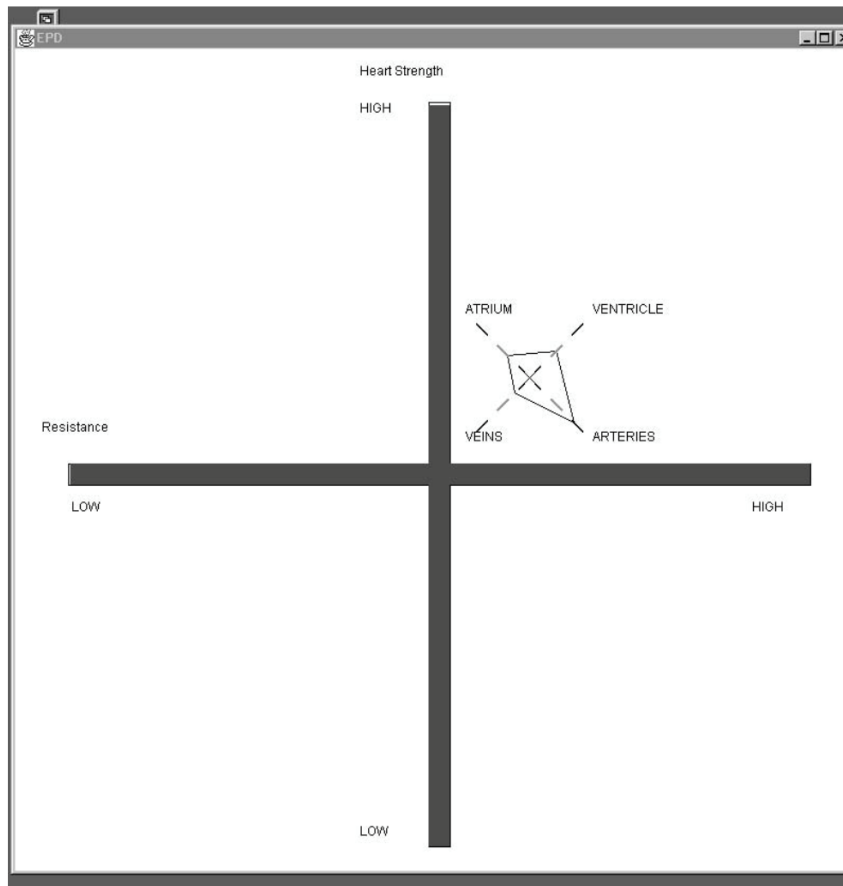 EPD
Heart Strength
HIGH
ATRIUM
VENTRICLE
Resistance
VEINS
ARTERIES
LOW
HIGH
LOW